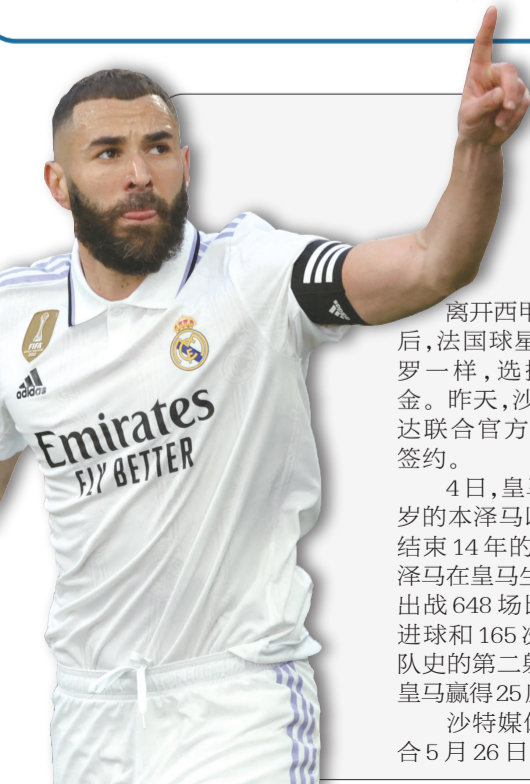 FIFA
adidas
Emirates
FLY BETTER
离开西甲
后,法国球星
罗一样,选
金。昨天,沙
达联合官方
签约。
4日,皇
岁的本泽马
结束14年的
泽马在皇马生
出战648场
进球和165次
队史的第二
皇马赢得25
沙特媒
合5月26日